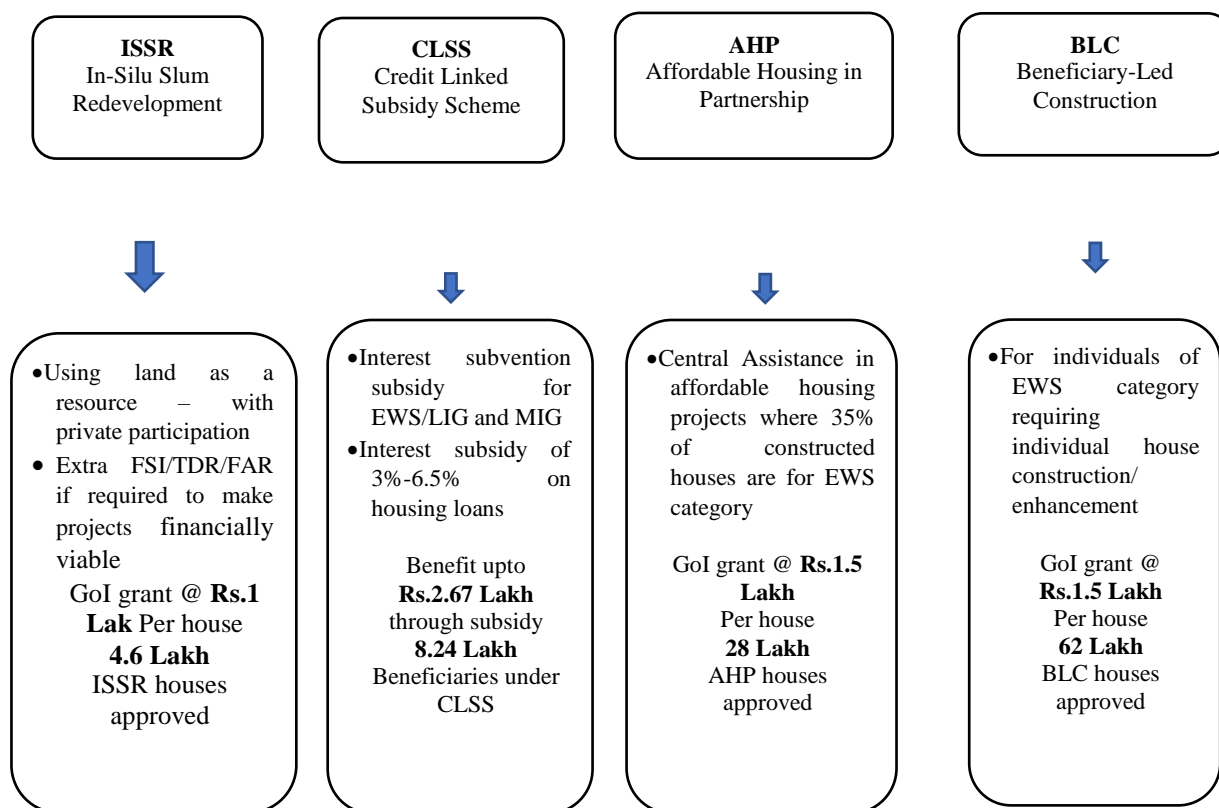 ISSR
In-Silu Slum
Redevelopment
CLSS
Credit Linked
Subsidy Scheme
AHP
Affordable Housing in
Partnership
BLC
Beneficiary-Led
Construction
•Using land as a
resource – with
private participation
• Extra FSI/TDR/FAR
if required to make
projects financially
viable
GoI grant @ Rs.1
Lak Per house
4.6 Lakh
ISSR houses
approved
•Interest subvention
subsidy for
EWS/LIG and MIG
•Interest subsidy of
3%-6.5% on
housing loans
Benefit upto
Rs.2.67 Lakh
through subsidy
8.24 Lakh
Beneficiaries under
CLSS
•Central Assistance in
affordable housing
projects where 35%
of constructed
houses are for EWS
category
GoI grant @ Rs.1.5
Lakh
Per house
28 Lakh
AHP houses
approved
•For individuals of
EWS category
requiring
individual house
construction/
enhancement
GoI grant @
Rs.1.5 Lakh
Per house
62 Lakh
BLC houses
approved